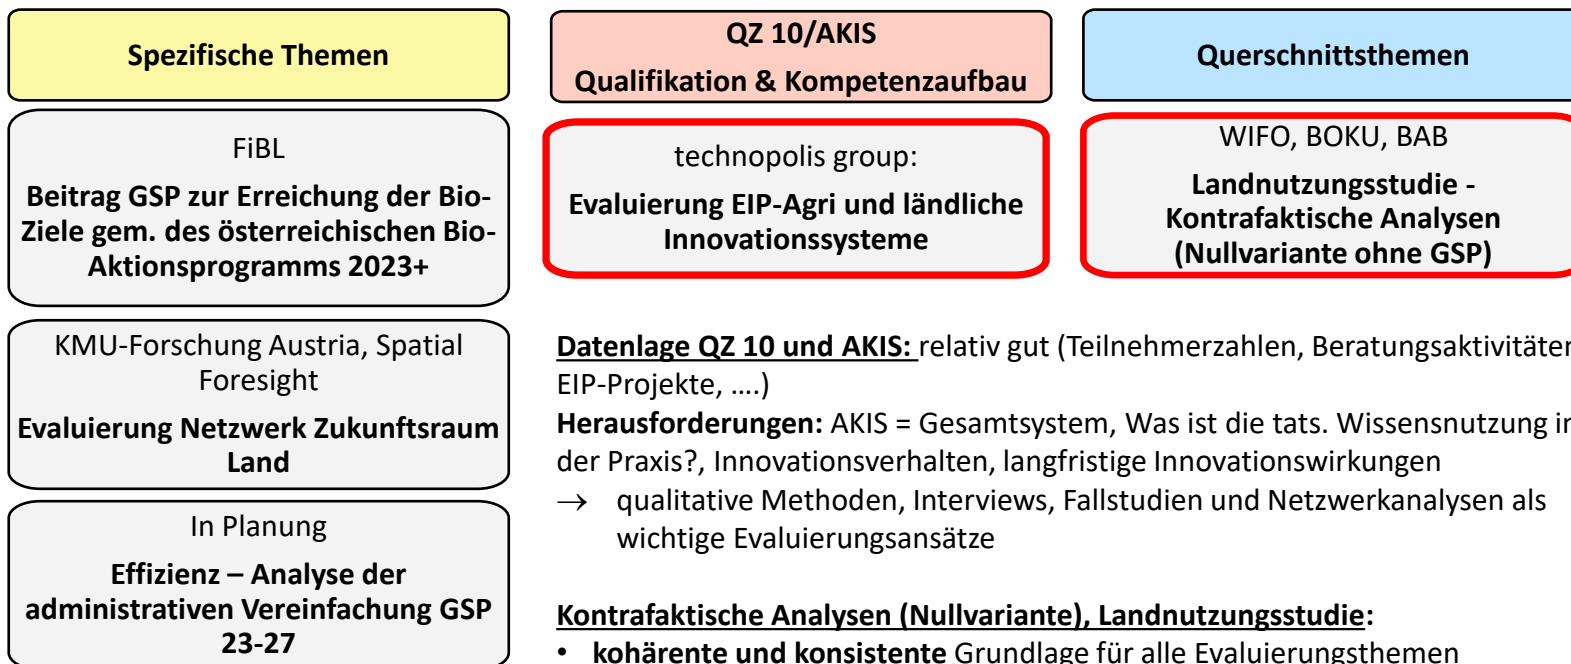 Spezifische Themen
FiBL
Beitrag GSP zur Erreichung der Bio-
Ziele gem. des österreichischen Bio-
Aktionsprogramms 2023+
KMU-Forschung Austria, Spatial
Foresight
Evaluierung Netzwerk Zukunftsraum
Land
In Planung
Effizienz – Analyse der
administrativen Vereinfachung GSP
23-27
QZ 10/AKIS
Qualifikation & Kompetenzaufbau
technopolis group:
Evaluierung EIP-Agri und ländliche
Innovationssysteme
Querschnittsthemen
WIFO, BOKU, BAB
Landnutzungsstudie -
Kontrafaktische Analysen
(Nullvariante ohne GSP)
Datenlage QZ 10 und AKIS: relativ gut (Teilnehmerzahlen, Beratungsaktivitäten
EIP-Projekte, ....)
Herausforderungen: AKIS = Gesamtsystem, Was ist die tats. Wissensnutzung in
der Praxis?, Innovationsverhalten, langfristige Innovationswirkungen
→ qualitative Methoden, Interviews, Fallstudien und Netzwerkanalysen als
wichtige Evaluierungsansätze
Kontrafaktische Analysen (Nullvariante), Landnutzungsstudie:
• kohärente und konsistente Grundlage für alle Evaluierungsthemen